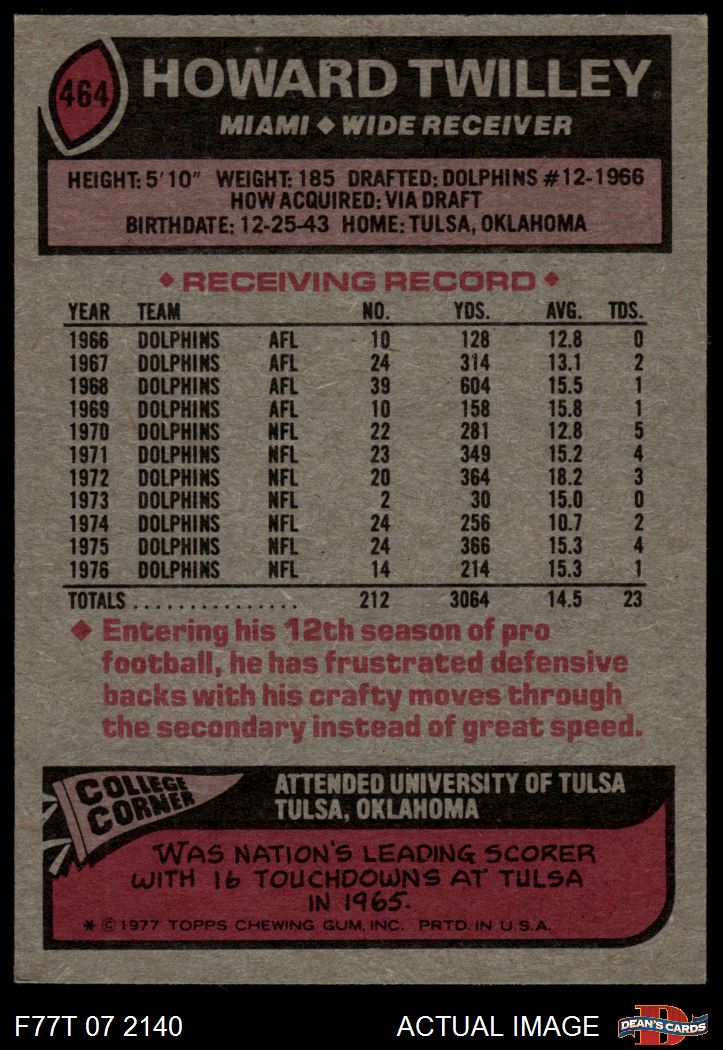 464 HOWARD TWILLEY
MIAMI ◆ WIDE RECEIVER
HEIGHT: 5'10" WEIGHT: 185 DRAFTED: DOLPHINS #12-1966
HOW ACQUIRED: VIA DRAFT
BIRTHDATE: 12-25-43 HOME: TULSA, OKLAHOMA
◆ RECEIVING RECORD ◆
YEAR TEAM NO. YDS. AVG. TDS.
1966 DOLPHINS AFL 10 128 12.8 0
1967 DOLPHINS AFL 24 314 13.1 2
1968 DOLPHINS AFL 39 604 15.5 1
1969 DOLPHINS AFL 10 158 15.8 1
1970 DOLPHINS NFL 22 281 12.8 5
1971 DOLPHINS NFL 23 349 15.2 4
1972 DOLPHINS NFL 20 364 18.2 3
1973 DOLPHINS NFL 2 30 15.0 0
1974 DOLPHINS NFL 24 256 10.7 2
1975 DOLPHINS NFL 24 366 15.3 4
1976 DOLPHINS NFL 14 214 15.3 1
TOTALS ................ 212 3064 14.5 23
◆ Entering his 12th season of pro
football, he has frustrated defensive
backs with his crafty moves through
the secondary instead of great speed.
COLLEGE
CORNER
ATTENDED UNIVERSITY OF TULSA
TULSA, OKLAHOMA
WAS NATION'S LEADING SCORER
WITH 16 TOUCHDOWNS AT TULSA
IN 1965.
* © 1977 TOPPS CHEWING GUM, INC. PRTD. IN U.S.A.
F77T 07 2140 ACTUAL IMAGE
D
DEAN'S CARDS